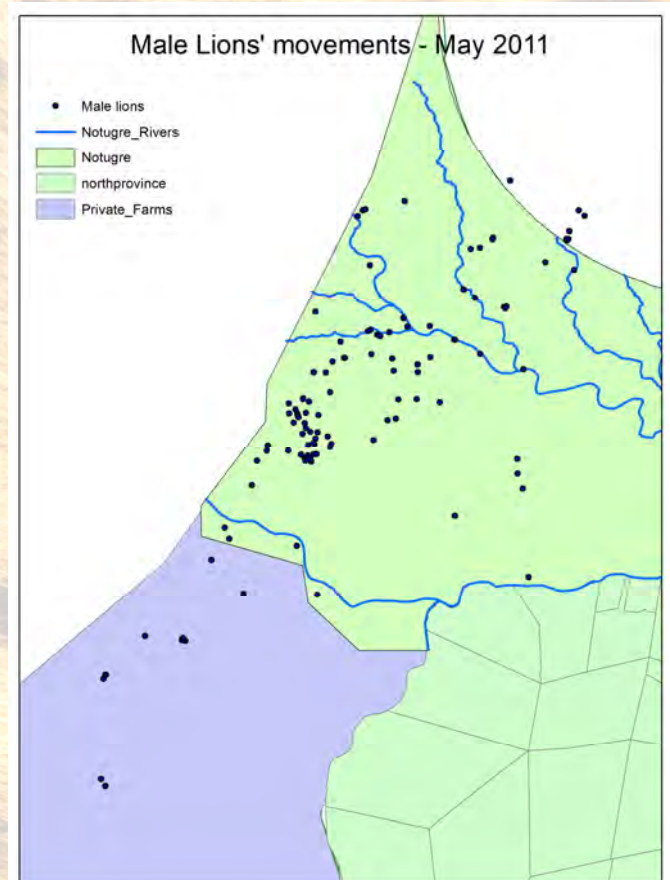 Male Lions' movements - May 2011
Male lions
Notugre_Rivers
Notugre
northprovince
Private_Farms